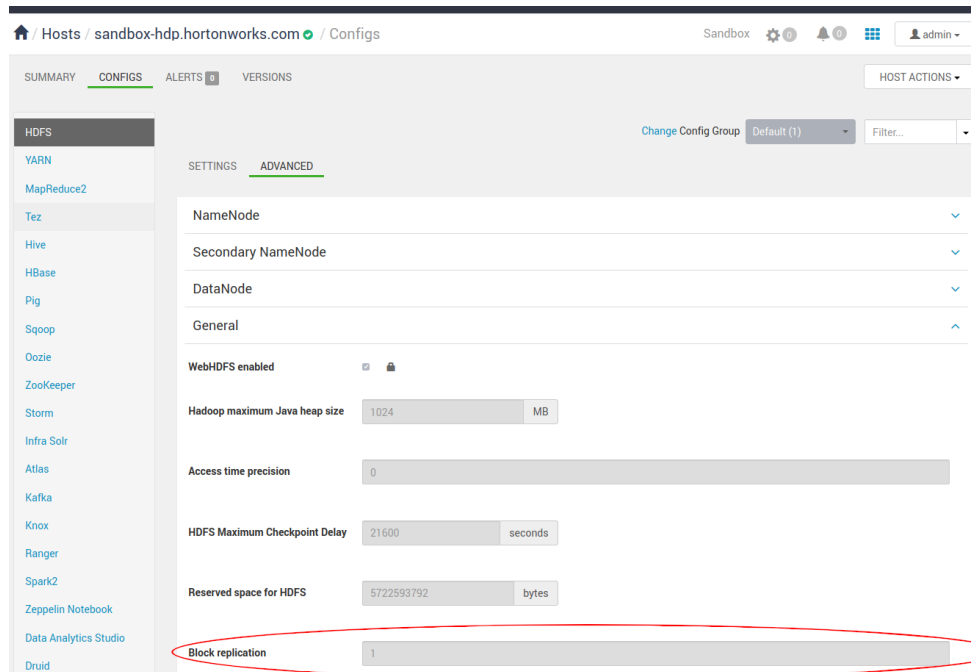 / Hosts / sandbox-hdp.hortonworks.com / Configs
Sandbox 0 0 admin
SUMMARY CONFIGS ALERTS 0 VERSIONS
HOST ACTIONS
HDFS
YARN
MapReduce2
Tez
Hive
HBase
Pig
Sqoop
Oozie
ZooKeeper
Storm
Infra Solr
Atlas
Kafka
Knox
Ranger
Spark2
Zeppelin Notebook
Data Analytics Studio
Druid
Change Config Group Default (1) Filter...
SETTINGS ADVANCED
NameNode
Secondary NameNode
DataNode
General
WebHDFS enabled
Hadoop maximum Java heap size 1024 MB
Access time precision 0
HDFS Maximum Checkpoint Delay 21600 seconds
Reserved space for HDFS 5722593792 bytes
Block replication 1